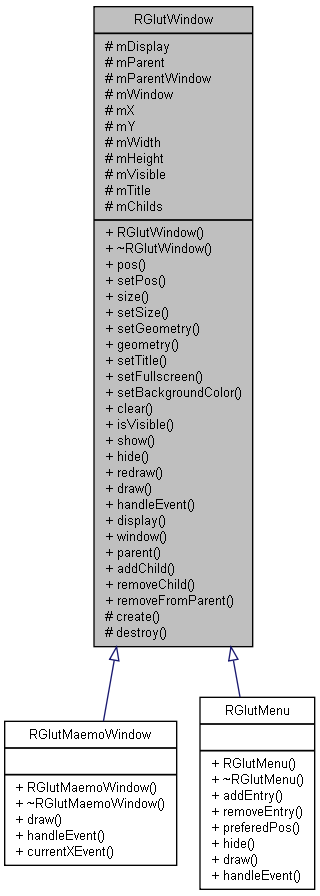 RGlutWindow
# mDisplay
# mParent
# mParentWindow
# mWindow
# mX
# mY
# mWidth
# mHeight
# mVisible
# mTitle
# mChilds
+ RGlutWindow()
+ ~RGlutWindow()
+ pos()
+ setPos()
+ size()
+ setSize()
+ setGeometry()
+ geometry()
+ setTitle()
+ setFullscreen()
+ setBackgroundColor()
+ clear()
+ isVisible()
+ show()
+ hide()
+ redraw()
+ draw()
+ handleEvent()
+ display()
+ window()
+ parent()
+ addChild()
+ removeChild()
+ removeFromParent()
# create()
# destroy()
RGlutMaemoWindow
+ RGlutMaemoWindow()
+ ~RGlutMaemoWindow()
+ draw()
+ handleEvent()
+ currentXEvent()
RGlutMenu
+ RGlutMenu()
+ ~RGlutMenu()
+ addEntry()
+ removeEntry()
+ preferedPos()
+ hide()
+ draw()
+ handleEvent()